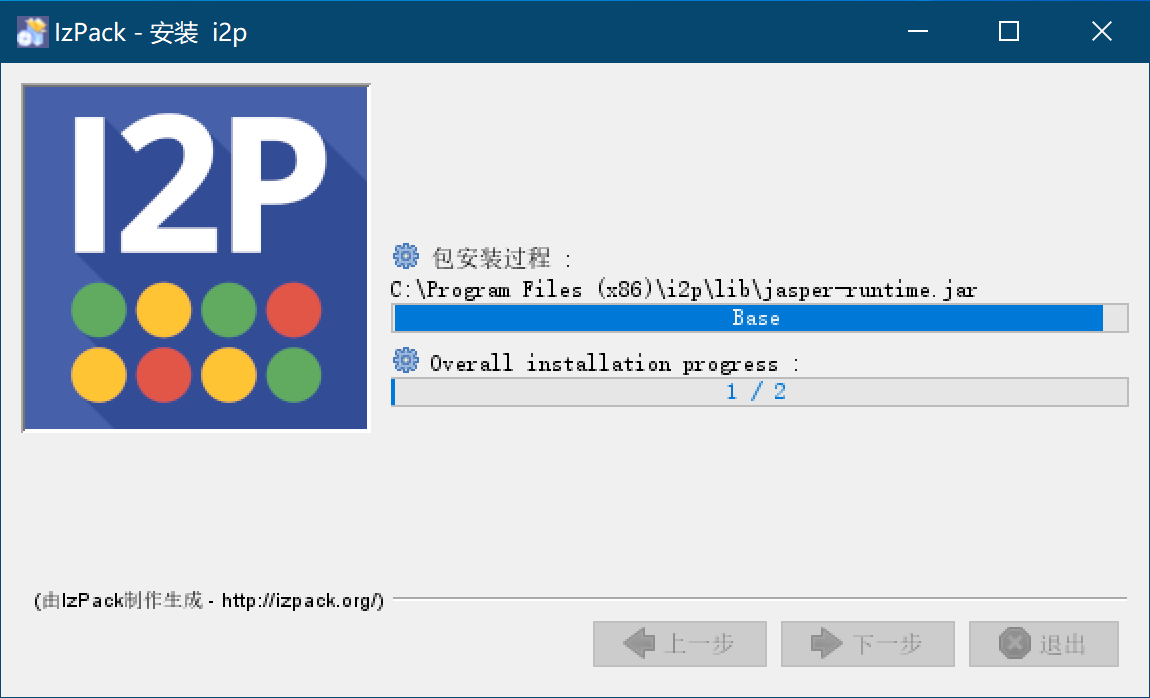 IzPack - 安装 i2p
I2P
包安装过程 :
C:\Program Files (x86)\i2p\lib\jasper-runtime.jar
Base
Overall installation progress :
1 / 2
(由IzPack制作生成 - http://izpack.org/)
上一步
下一步
退出